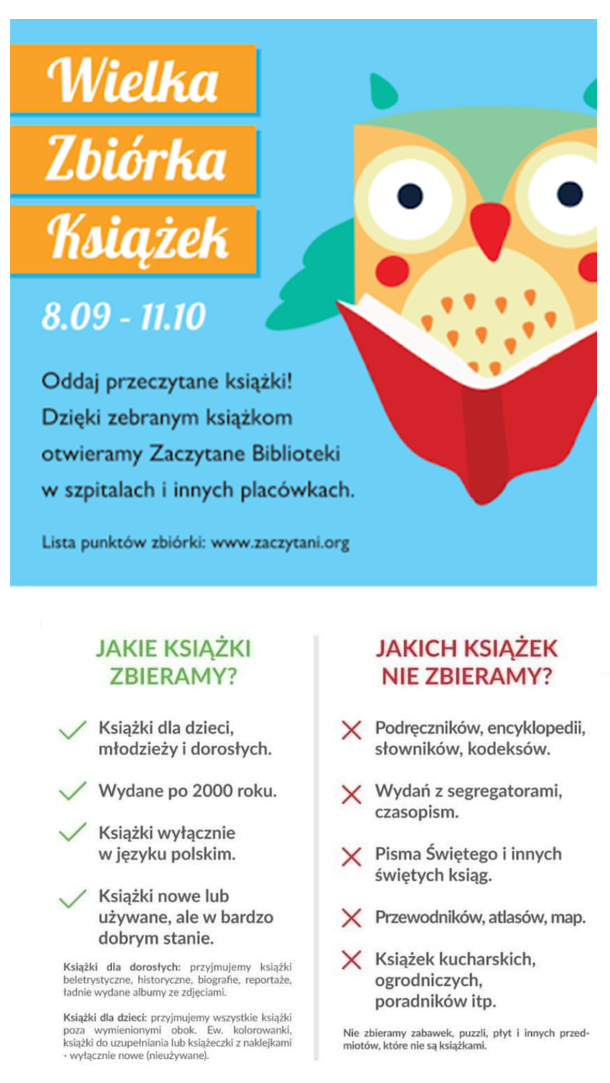 Wielka
Zbiórka
Książek
8.09 - 11.10
Oddaj przeczytane książki!
Dzięki zebranym książkom
otwieramy Zaczytane Biblioteki
w szpitalach i innych placówkach.
Lista punktów zbiórki: www.zaczytani.org
JAKIE KSIĄŻKI
ZBIERAMY?
Książki dla dzieci,
młodzieży i dorosłych.
Wydane po 2000 roku.
Książki wyłącznie
w języku polskim.
Książki nowe lub
używane, ale w bardzo
dobrym stanie.
Książki dla dorosłych: przyjmujemy książki
beletrystyczne, historyczne, biografie, reportaże,
ładnie wydane albumy ze zdjęciami.
Książki dla dzieci: przyjmujemy wszystkie książki
poza wymienionymi obok. Ew. kolorowanki,
książki do uzupełniania lub książeczki z naklejkami
- wyłącznie nowe (nieużywane).
JAKICH KSIĄŻEK
NIE ZBIERAMY?
Podręczników, encyklopedii,
słowników, kodeksów.
Wydań z segregatorami,
czasopism.
Pisma Świętego i innych
świętych ksiąg.
Przewodników, atlasów, map.
Książek kucharskich,
ogrodniczych,
poradników itp.
Nie zbieramy zabawek, puzzli, płyt i innych przed-
miotów, które nie są książkami.